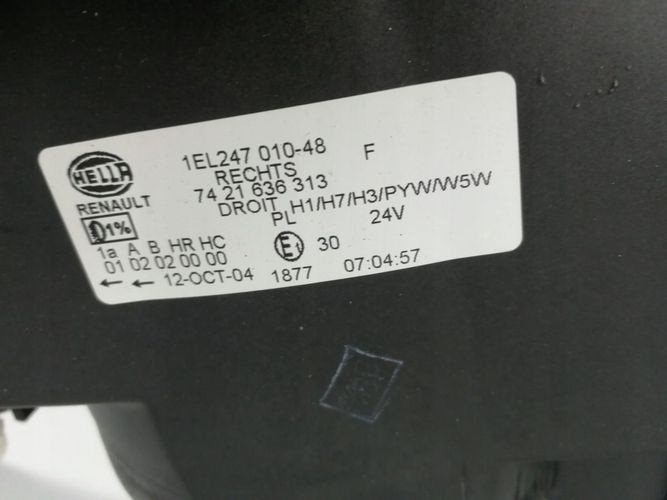 HELLA
1EL247 010-48 F
RECHTS
RENAULT 74 21 636 313
DROIT H1/H7/H3/PYW/W5W
1% PL 24V
1a A B HR HC
01 02 02 00 00 E1 30
12-OCT-04 1877 07:04:57